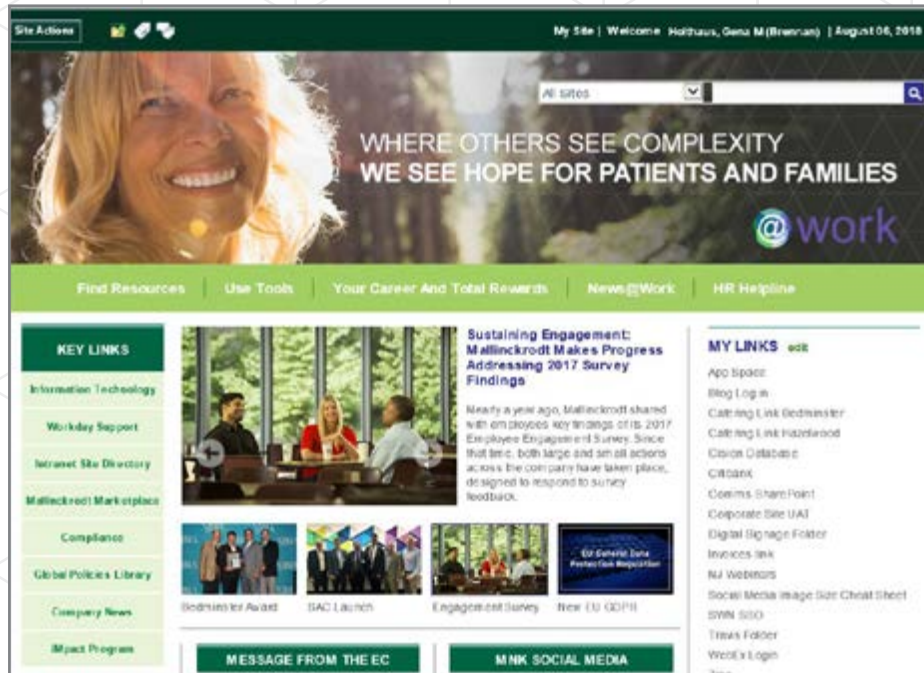 Site Actions
My Site | Welcome Holthaus, Gena M (Brennan) | August 06, 2018
All sites
WHERE OTHERS SEE COMPLEXITY
WE SEE HOPE FOR PATIENTS AND FAMILIES
@work
Find Resources | Use Tools | Your Career And Total Rewards | News@Work | HR Helpline
KEY LINKS
Information Technology
Workday Support
Intranet Site Directory
Mallinckrodt Marketplace
Compliance
Global Policies Library
Company News
iMpact Program
Sustaining Engagement:
Mallinckrodt Makes Progress
Addressing 2017 Survey
Findings
Nearly a year ago, Mallinckrodt shared
with employees key findings of its 2017
Employee Engagement Survey. Since
that time, both large and small actions
across the company have taken place,
designed to respond to survey
feedback.
EU General Data
Protection Regulation
Bedminster Award
SAC Launch
Engagement Survey
New EU GDPR
MESSAGE FROM THE EC
MNK SOCIAL MEDIA
MY LINKS edit
App Space
Blog Log in
Catering Link Bedminster
Catering Link Hazelwood
Cision Database
Citibank
Comms SharePoint
Corporate Site UAT
Digital Signage Folder
Invoices link
NJ Webinars
Social Media Image Size Cheat Sheet
SWN SSO
Travis Folder
WebEx Login